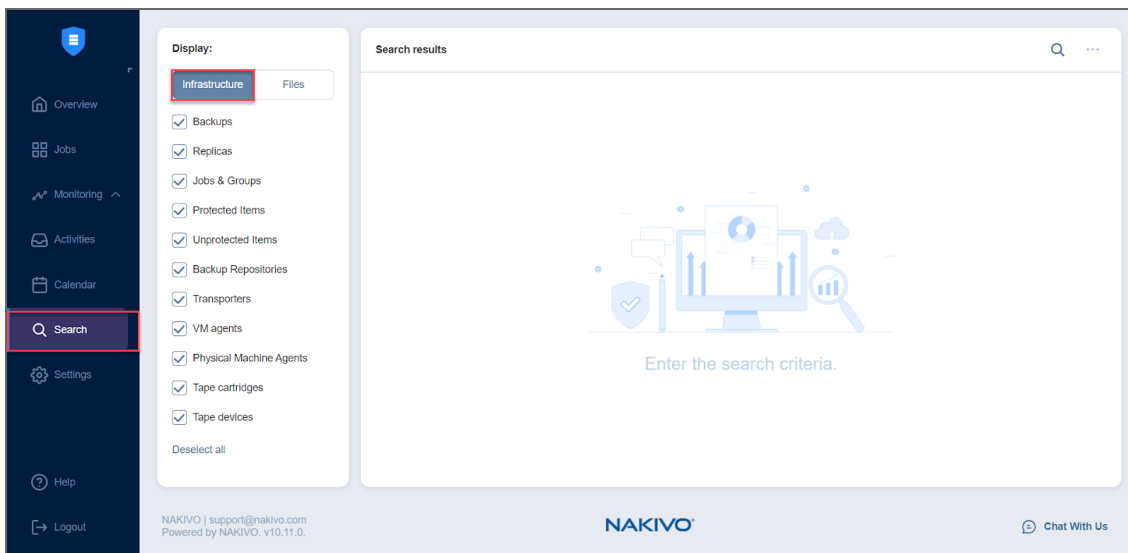 Overview
Jobs
Monitoring
Activities
Calendar
Search
Settings
Help
Logout
Display:
Infrastructure
Files
Backups
Replicas
Jobs & Groups
Protected Items
Unprotected Items
Backup Repositories
Transporters
VM agents
Physical Machine Agents
Tape cartridges
Tape devices
Deselect all
Search results
Enter the search criteria.
NAKIVO | support@nakivo.com
Powered by NAKIVO. v10.11.0.
NAKIVO®
Chat With Us